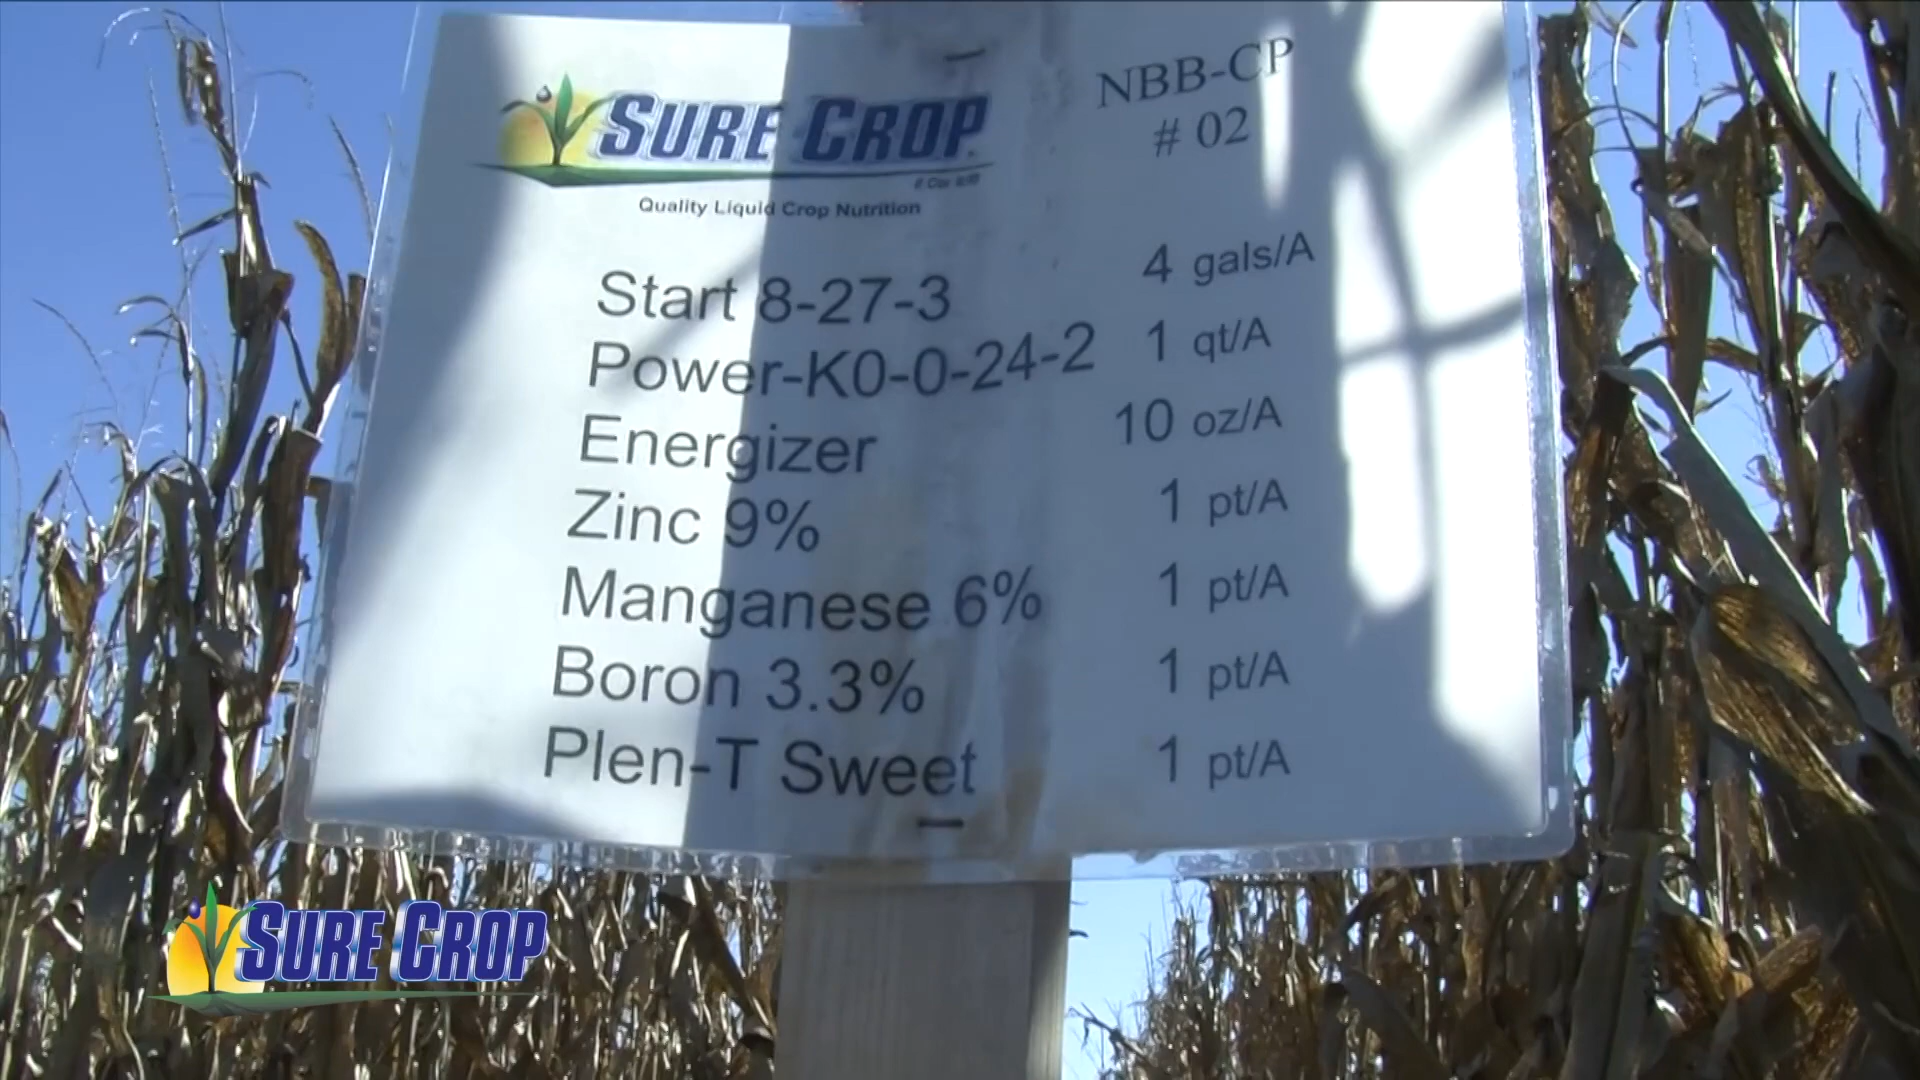 SURE CROP
Quality Liquid Crop Nutrition
NBB-CP
# 02
Start 8-27-3 4 gals/A
Power-K0-0-24-2 1 qt/A
Energizer 10 oz/A
Zinc 9% 1 pt/A
Manganese 6% 1 pt/A
Boron 3.3% 1 pt/A
Plen-T Sweet 1 pt/A
SURE CROP